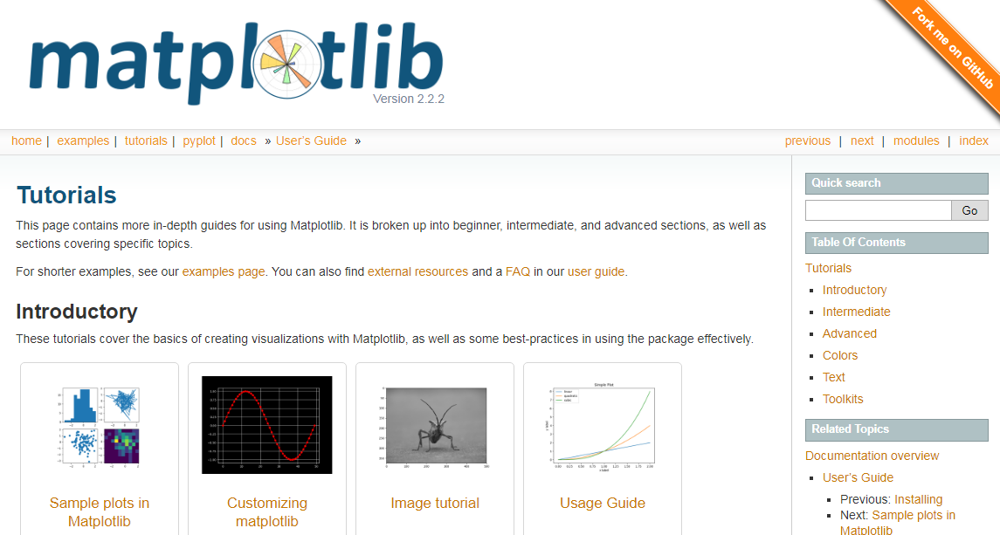 matplotlib
Version 2.2.2
Fork me on GitHub
home | examples | tutorials | pyplot | docs » User's Guide »
previous | next | modules | index
Tutorials
This page contains more in-depth guides for using Matplotlib. It is broken up into beginner, intermediate, and advanced sections, as well as
sections covering specific topics.
For shorter examples, see our examples page. You can also find external resources and a FAQ in our user guide.
Introductory
These tutorials cover the basics of creating visualizations with Matplotlib, as well as some best-practices in using the package effectively.
Simple Plot
linear
quadratic
cubic
y label
x label
Sample plots in
Matplotlib
Customizing
matplotlib
Image tutorial
Usage Guide
Quick search
Go
Table Of Contents
Tutorials
Introductory
Intermediate
Advanced
Colors
Text
Toolkits
Related Topics
Documentation overview
User's Guide
Previous: Installing
Next: Sample plots in
Matplotlib